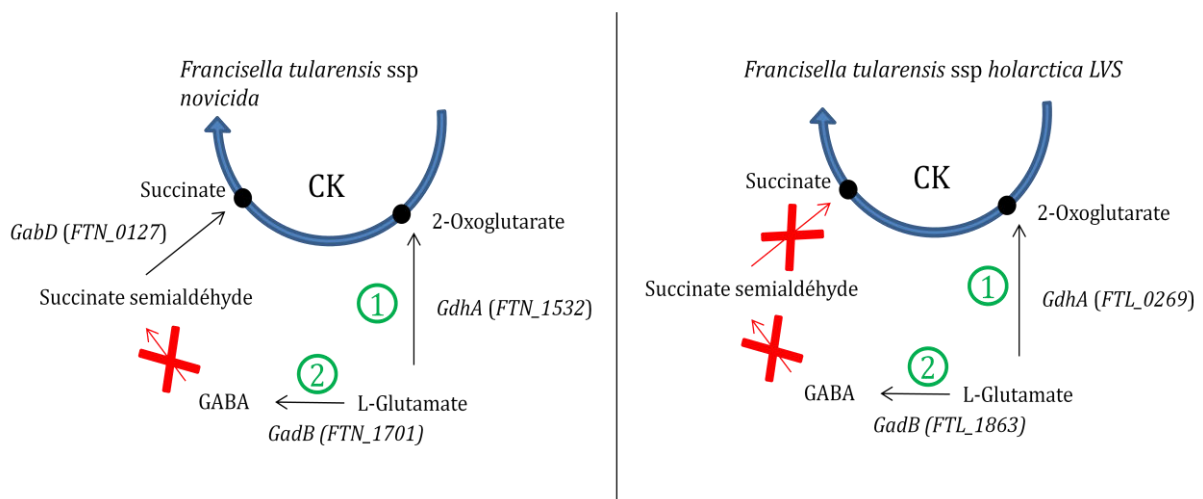 Francisella tularensis ssp
novicida
CK
Succinate
2-Oxoglutarate
GabD (FTN_0127)
Succinate semialdéhyde
1
GdhA (FTN_1532)
2
GABA
L-Glutamate
GadB (FTN_1701)
Francisella tularensis ssp holarctica LVS
CK
Succinate
2-Oxoglutarate
Succinate semialdéhyde
1
GdhA (FTL_0269)
2
GABA
L-Glutamate
GadB (FTL_1863)